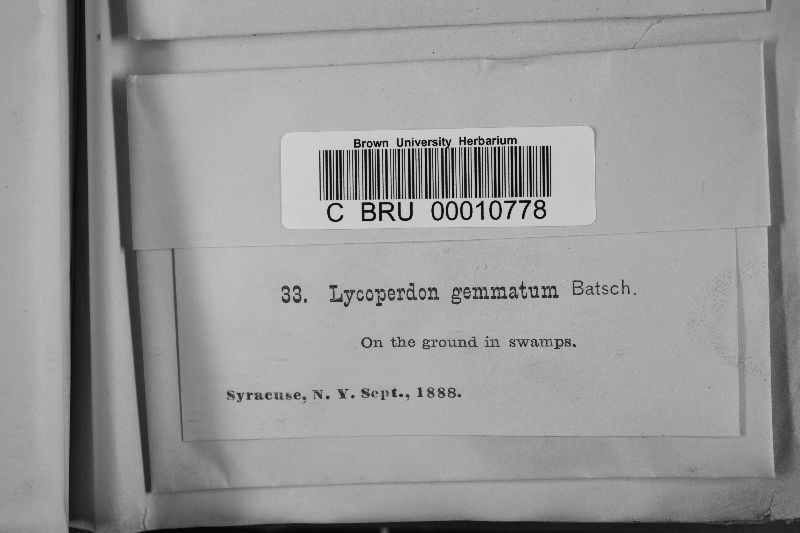 Brown University Herbarium
C BRU 00010778
33. Lycoperdon gemmatum Batsch.
On the ground in swamps.
Syracuse, N. Y. Sept., 1888.